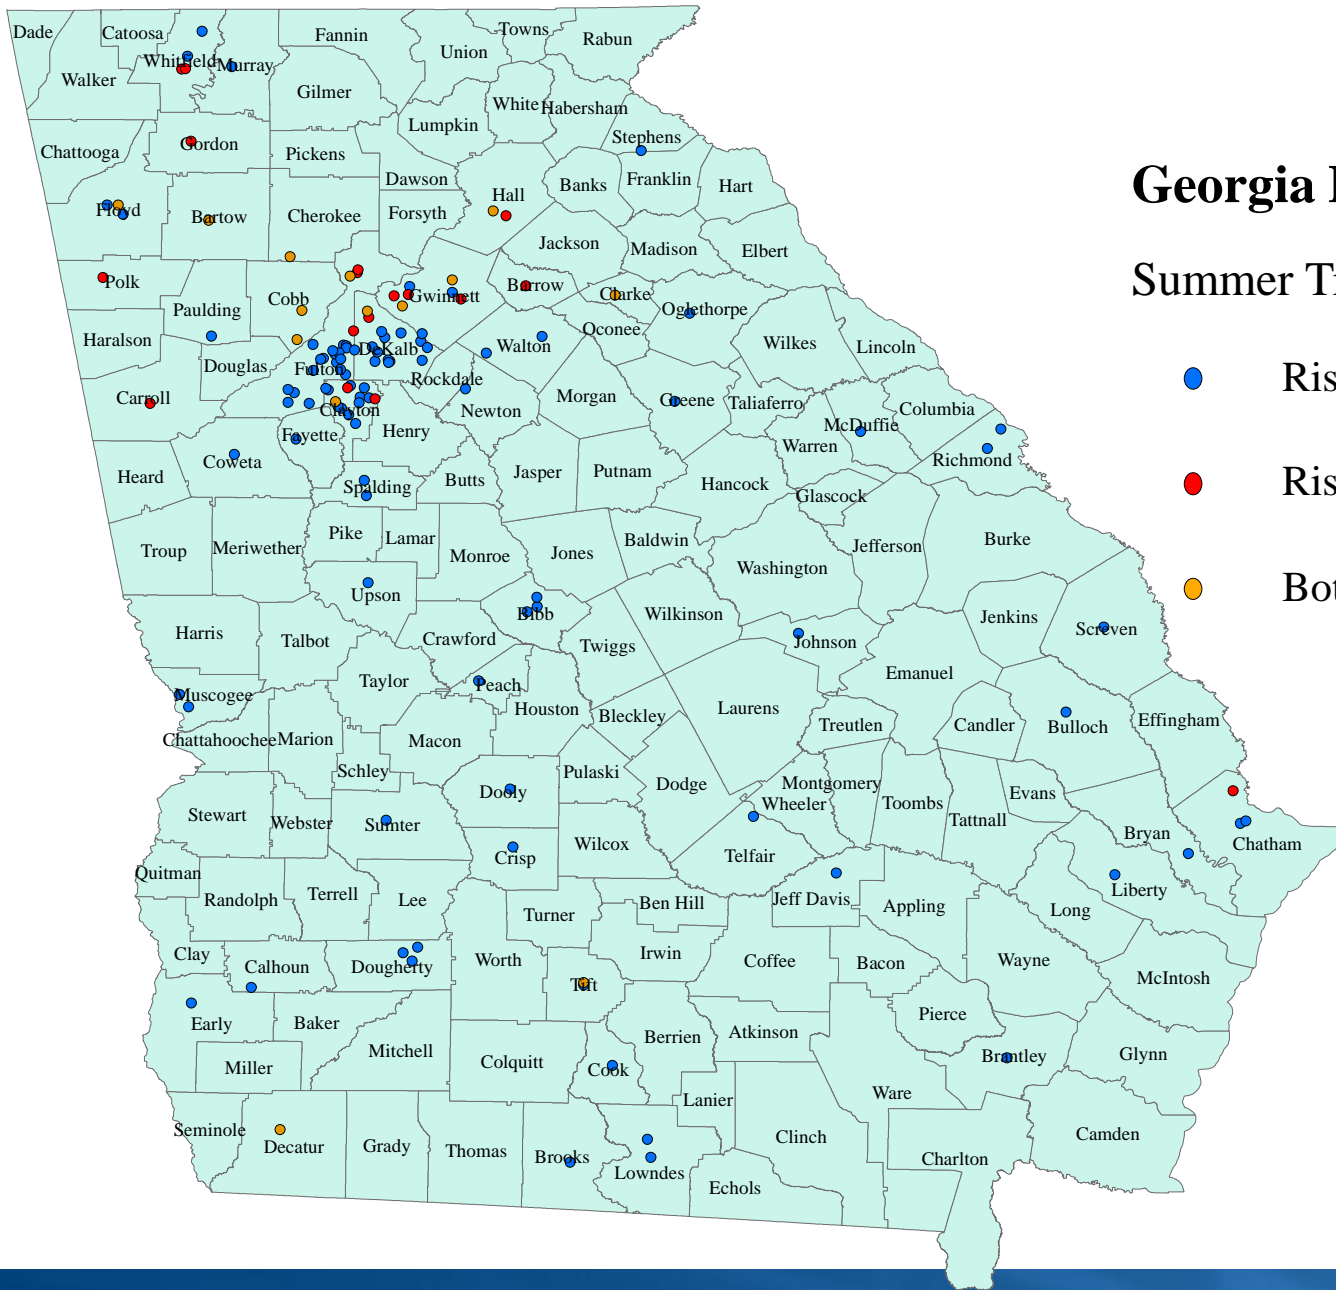 Georgia
Summer
Ris
Ris
Bot
Dade
Catoosa
Fannin
Towns
Union
Rabun
Whitfield
Murray
Walker
Gilmer
White
Habersham
Lumpkin
Stephens
Chattooga
Gordon
Pickens
Dawson
Banks
Franklin
Hart
Hall
Floyd
Bartow
Cherokee
Forsyth
Jackson
Madison
Elbert
Polk
Cobb
Gwinnett
Barrow
Clarke
Oglethorpe
Paulding
Oconee
Haralson
DeKalb
Walton
Wilkes
Lincoln
Douglas
Fulton
Rockdale
Carroll
Clayton
Newton
Morgan
Greene
Taliaferro
Columbia
McDuffie
Fayette
Henry
Warren
Coweta
Richmond
Heard
Spalding
Butts
Jasper
Putnam
Hancock
Glascock
Troup
Meriwether
Pike
Lamar
Monroe
Jones
Baldwin
Washington
Jefferson
Burke
Upson
Bibb
Wilkinson
Jenkins
Screven
Harris
Talbot
Crawford
Twiggs
Johnson
Emanuel
Muscogee
Taylor
Peach
Houston
Bleckley
Laurens
Treutlen
Candler
Bulloch
Effingham
Chattahoochee
Marion
Macon
Schley
Pulaski
Dodge
Montgomery
Wheeler
Toombs
Evans
Tattnall
Stewart
Webster
Sumter
Dooly
Bryan
Chatham
Crisp
Wilcox
Telfair
Quitman
Randolph
Terrell
Lee
Turner
Ben Hill
Jeff Davis
Appling
Long
Liberty
Clay
Calhoun
Dougherty
Worth
Irwin
Coffee
Bacon
Wayne
McIntosh
Tift
Early
Baker
Mitchell
Colquitt
Berrien
Atkinson
Pierce
Miller
Cook
Brantley
Glynn
Lanier
Ware
Seminole
Decatur
Grady
Thomas
Brooks
Lowndes
Clinch
Camden
Charlton
Echols